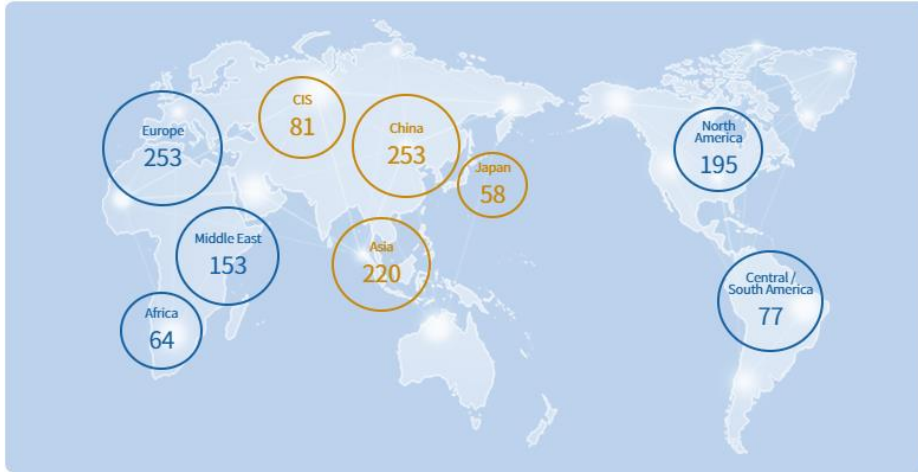 Europe
253
CIS
81
China
253
Japan
58
North
America
195
Middle East
153
Asia
220
Africa
64
Central /
South America
77